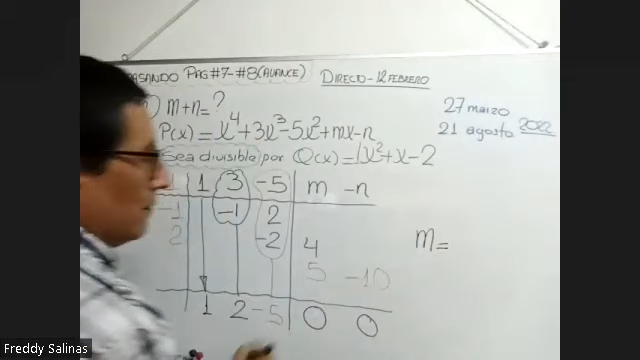 PASANDO PÁG #7-#8 (AVANCE) DIRECTO-12 FEBRERO
m+n=?
27 marzo
P(x)=x⁴+3x³-5x²+mx-n
21 agosto 2022
Sea divisible por Q(x)=1x²+x-2
1 3 -5 m -n
-1 -1 2
2 -2 4
m=
5 -10
1 2 -5 0 0
Freddy Salinas